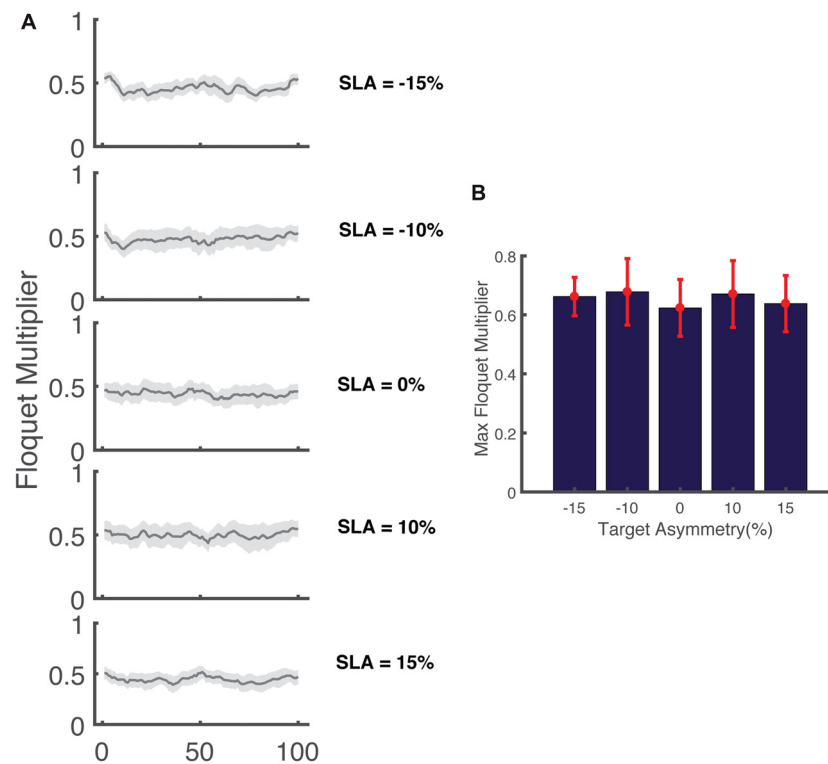 A
1
0.5
0
SLA = -15%
1
0.5
0
SLA = -10%
Floquet Multiplier
1
0.5
0
SLA = 0%
1
0.5
0
SLA = 10%
1
0.5
0
SLA = 15%
0 50 100
B
Max Floquet Multiplier
0.8
0.6
0.4
0.2
0
-15 -10 0 10 15
Target Asymmetry(%)